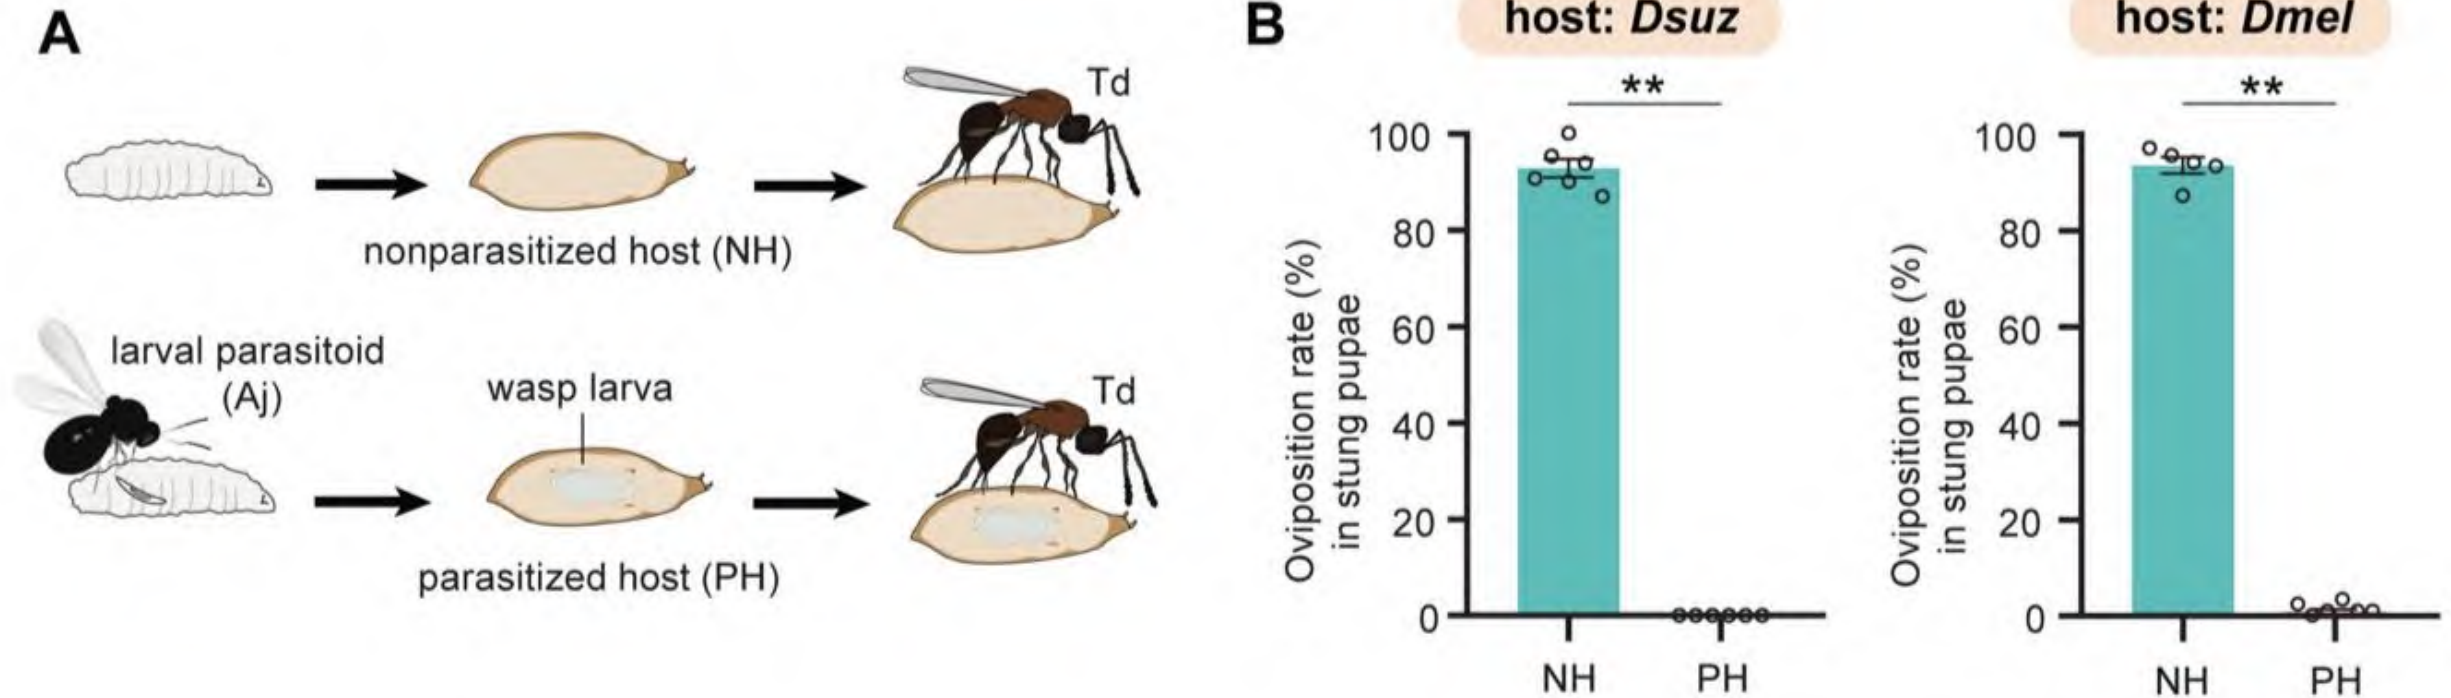 A
Td
nonparasitized host (NH)
larval parasitoid
(Aj)
wasp larva
Td
parasitized host (PH)
B
host: Dsuz
**
Oviposition rate (%)
in stung pupae
100
80
60
40
20
0
NH
PH
host: Dmel
**
Oviposition rate (%)
in stung pupae
100
80
60
40
20
0
NH
PH